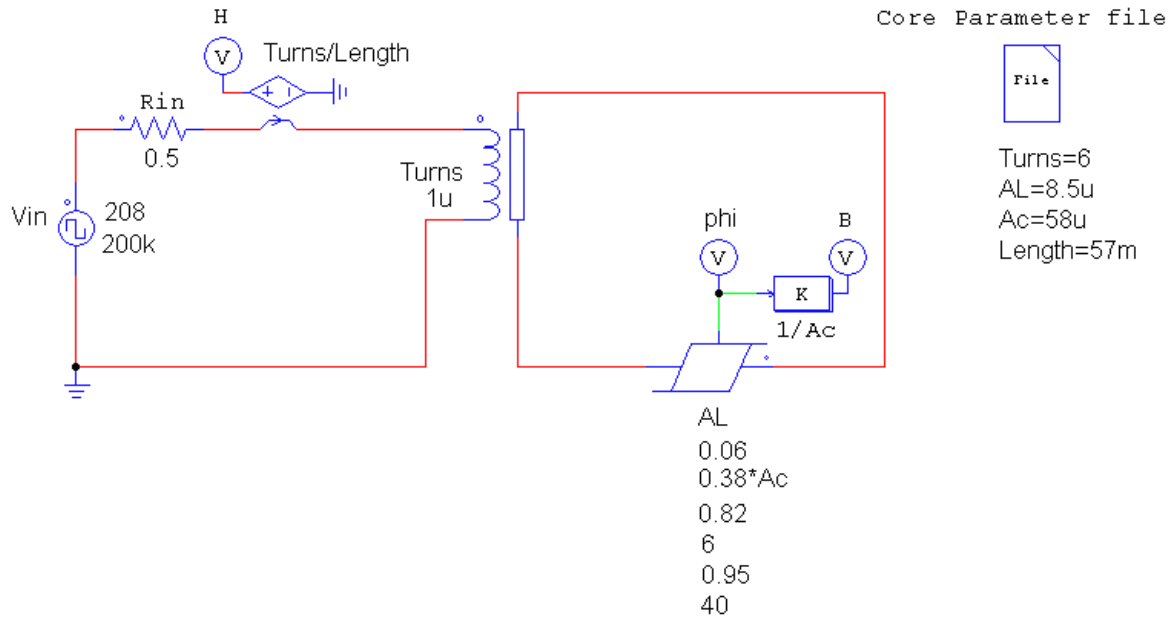 H
Core Parameter file
V
Turns/Length
File
Rin
0.5
Turns=6
AL=8.5u
Ac=58u
Length=57m
Turns
1u
Vin
208
200k
phi
B
V
V
K
1/Ac
AL
0.06
0.38*Ac
0.82
6
0.95
40